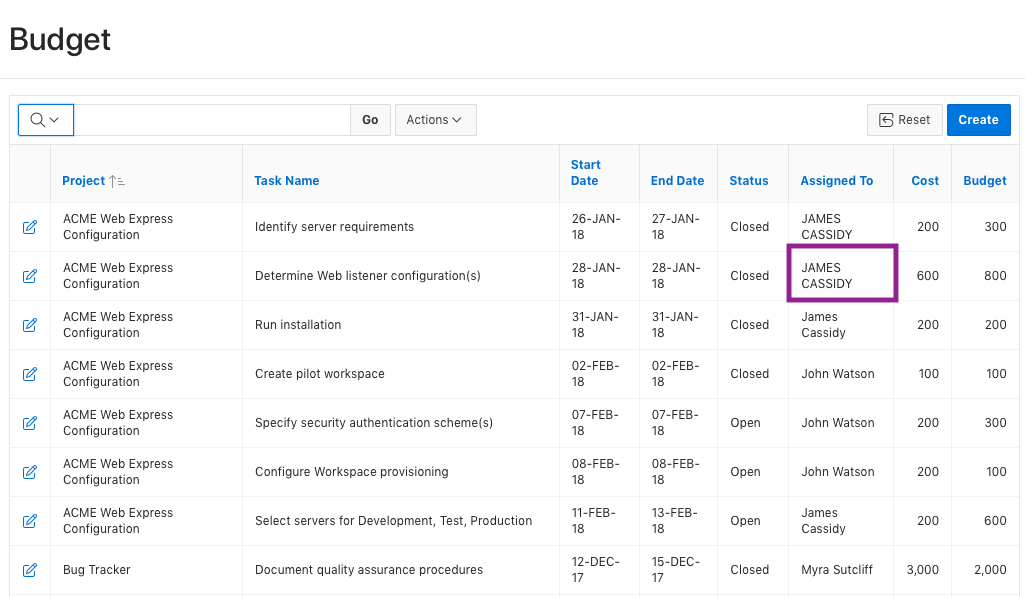 Budget
Go
Actions
Reset
Create
Project
Task Name
Start
Date
End Date
Status
Assigned To
Cost
Budget
ACME Web Express
Configuration
Identify server requirements
26-JAN-
18
27-JAN-
18
Closed
JAMES
CASSIDY
200
300
ACME Web Express
Configuration
Determine Web listener configuration(s)
28-JAN-
18
28-JAN-
18
Closed
JAMES
CASSIDY
600
800
ACME Web Express
Configuration
Run installation
31-JAN-
18
31-JAN-
18
Closed
James
Cassidy
200
200
ACME Web Express
Configuration
Create pilot workspace
02-FEB-
18
02-FEB-
18
Closed
John Watson
100
100
ACME Web Express
Configuration
Specify security authentication scheme(s)
07-FEB-
18
07-FEB-
18
Open
John Watson
200
300
ACME Web Express
Configuration
Configure Workspace provisioning
08-FEB-
18
08-FEB-
18
Open
John Watson
200
100
ACME Web Express
Configuration
Select servers for Development, Test, Production
11-FEB-
18
13-FEB-
18
Open
James
Cassidy
200
600
Bug Tracker
Document quality assurance procedures
12-DEC-
17
15-DEC-
17
Closed
Myra Sutcliff
3,000
2,000